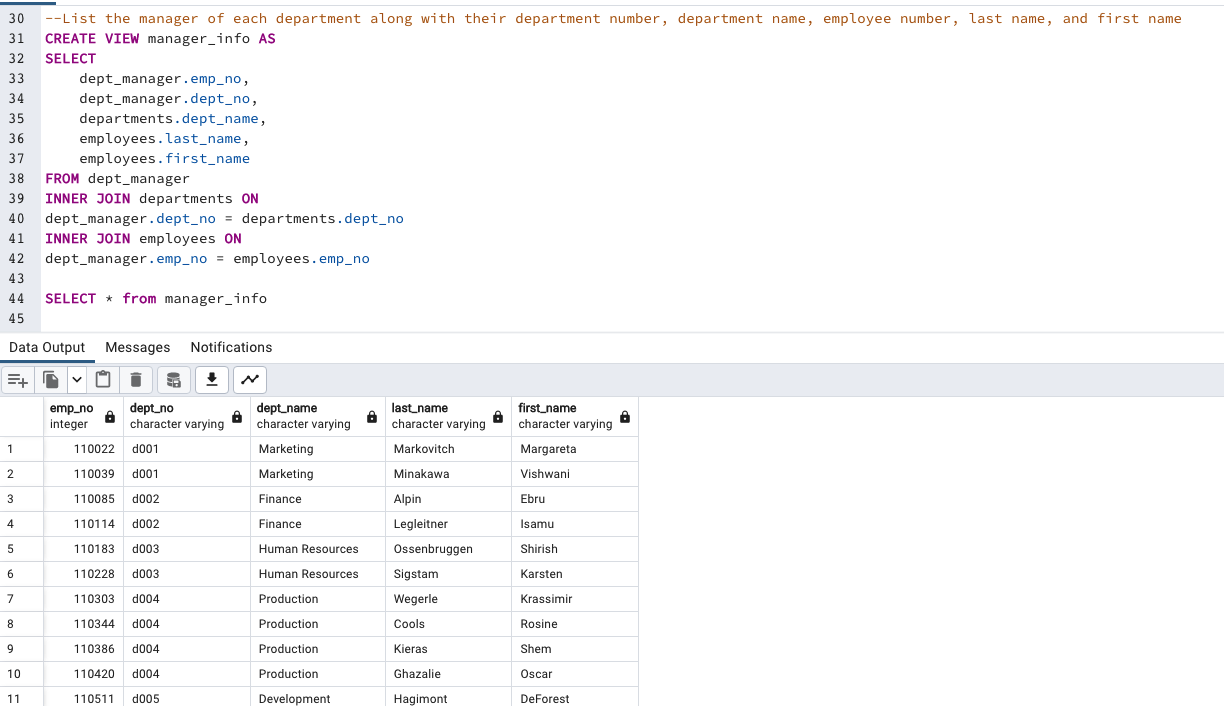 30 --List the manager of each department along with their department number, department name, employee number, last name, and first name
31 CREATE VIEW manager_info AS
32 SELECT
33 dept_manager.emp_no,
34 dept_manager.dept_no,
35 departments.dept_name,
36 employees.last_name,
37 employees.first_name
38 FROM dept_manager
39 INNER JOIN departments ON
40 dept_manager.dept_no = departments.dept_no
41 INNER JOIN employees ON
42 dept_manager.emp_no = employees.emp_no
43
44 SELECT * from manager_info
45
Data Output Messages Notifications
emp_no dept_no dept_name last_name first_name
integer character varying character varying character varying character varying
1 110022 d001 Marketing Markovitch Margareta
2 110039 d001 Marketing Minakawa Vishwani
3 110085 d002 Finance Alpin Ebru
4 110114 d002 Finance Legleitner Isamu
5 110183 d003 Human Resources Ossenbruggen Shirish
6 110228 d003 Human Resources Sigstam Karsten
7 110303 d004 Production Wegerle Krassimir
8 110344 d004 Production Cools Rosine
9 110386 d004 Production Kieras Shem
10 110420 d004 Production Ghazalie Oscar
11 110511 d005 Development Hagimont DeForest